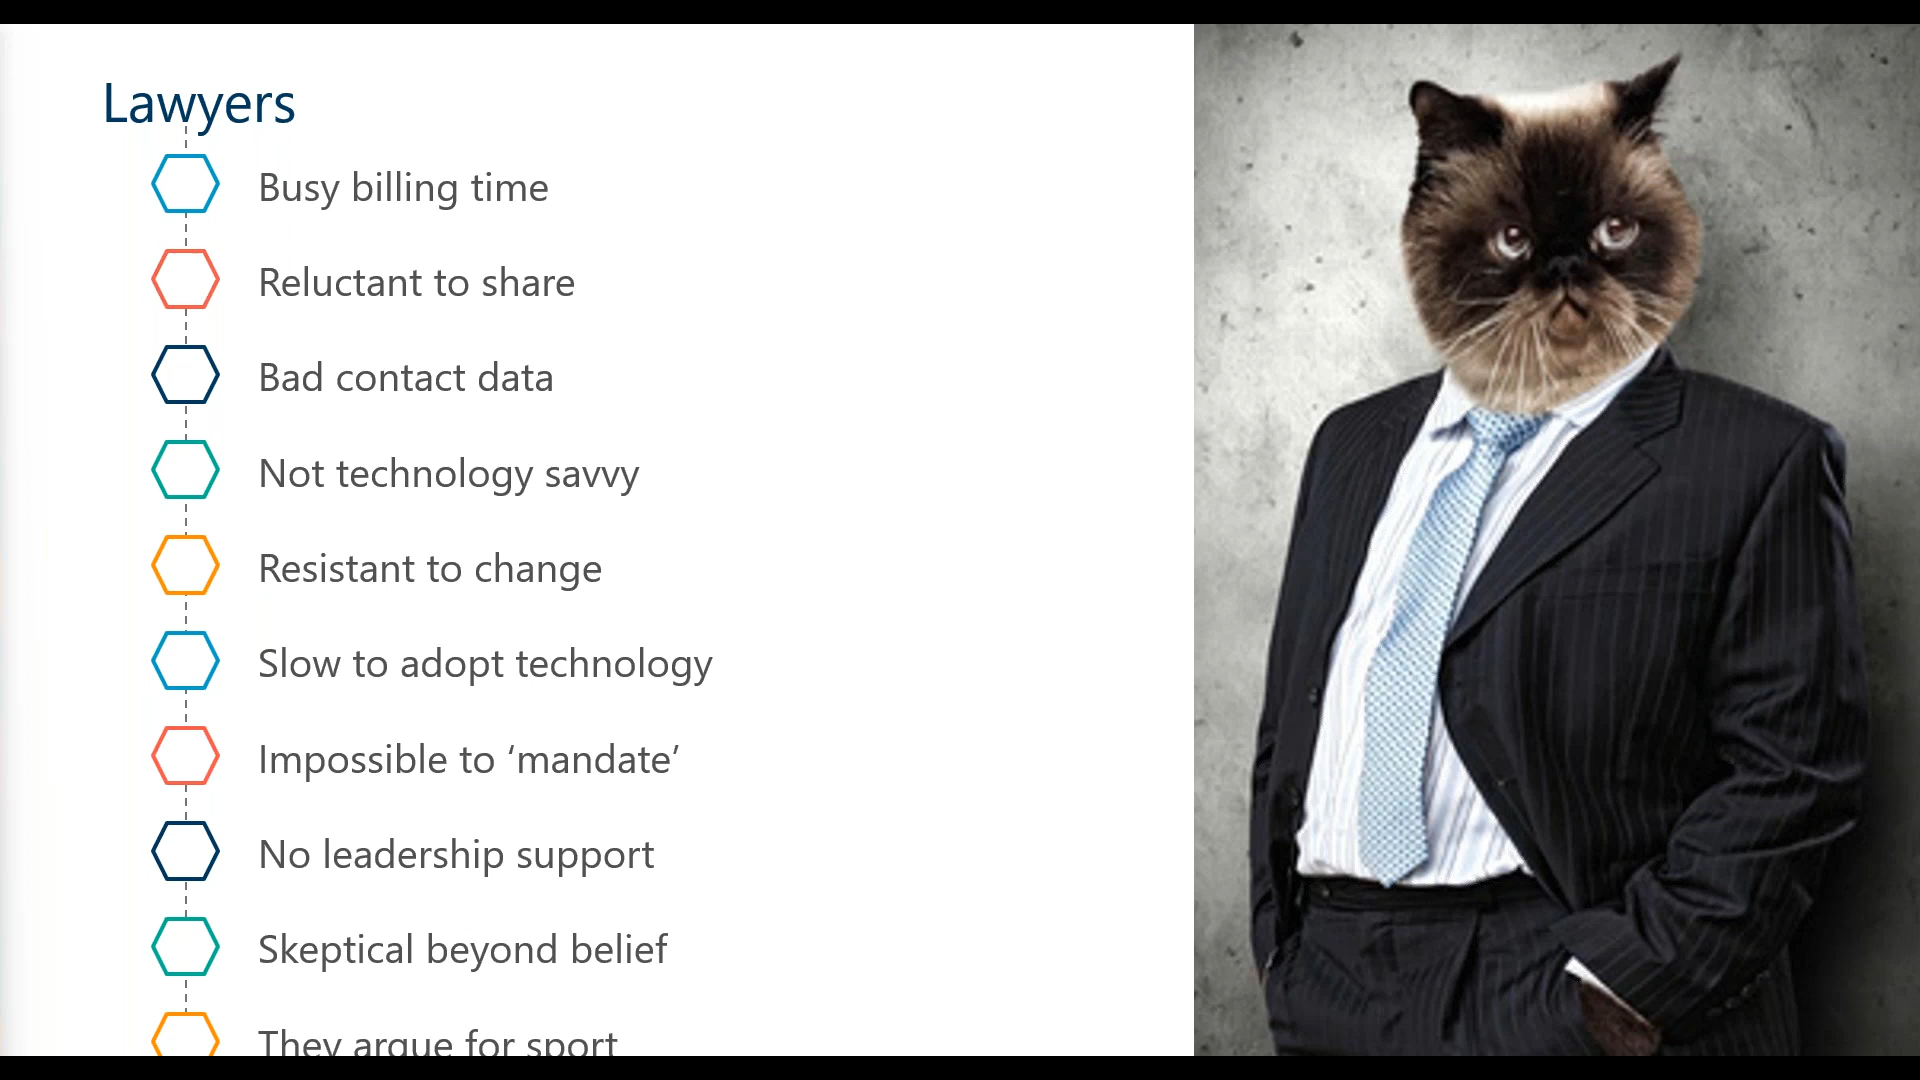 Lawyers
Busy billing time
Reluctant to share
Bad contact data
Not technology savvy
Resistant to change
Slow to adopt technology
Impossible to ‘mandate’
No leadership support
Skeptical beyond belief
They argue for sport